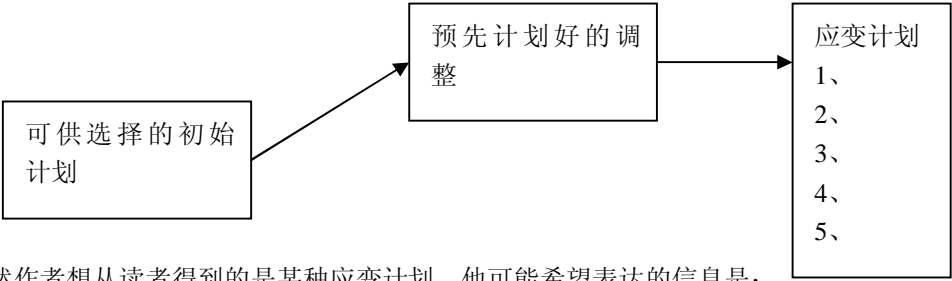 可供选择的初始
计划
预先计划好的调
整
应变计划
1、
2、
3、
4、
5、
作者想从读者得到的是某种应变计划，他可能希望表达的信息是：